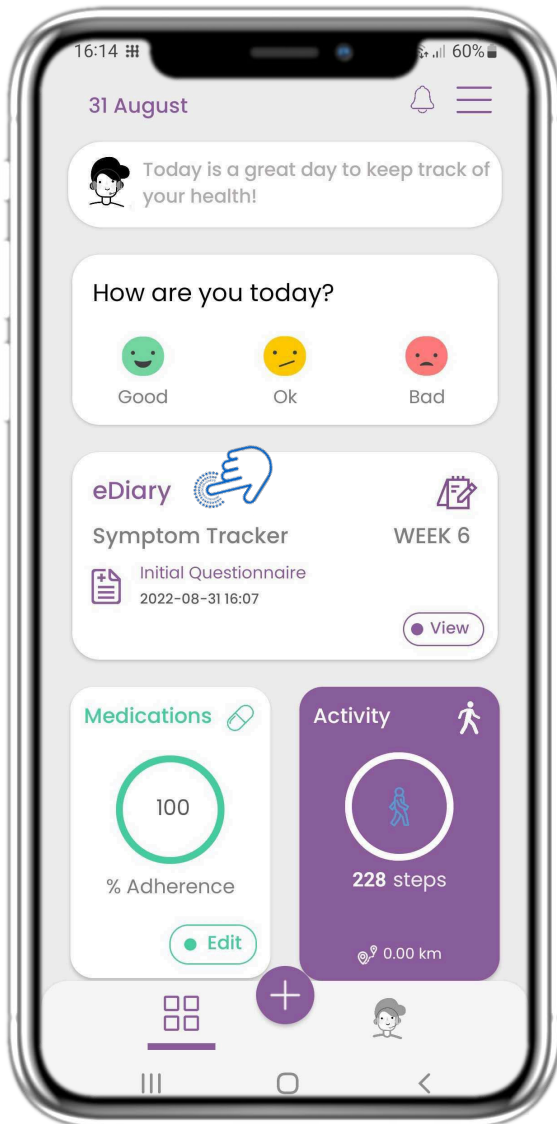 16:14
60%
31 August
Today is a great day to keep track of
your health!
How are you today?
Good
Ok
Bad
eDiary
Symptom Tracker
WEEK 6
Initial Questionnaire
2022-08-31 16:07
View
Medications
100
% Adherence
Edit
Activity
228 steps
0.00 km